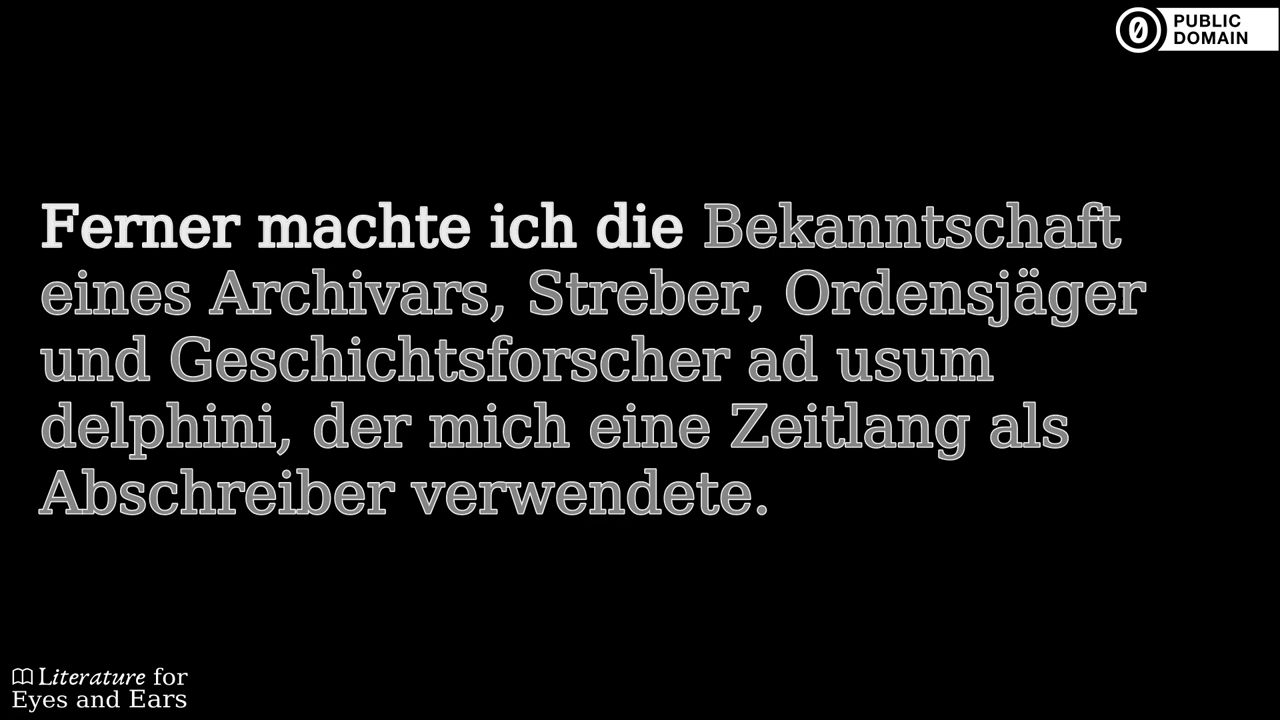 PUBLIC
DOMAIN
Ferner machte ich die Bekanntschaft
eines Archivars, Streber, Ordensjäger
und Geschichtsforscher ad usum
delphini, der mich eine Zeitlang als
Abschreiber verwendete.
Literature for
Eyes and Ears